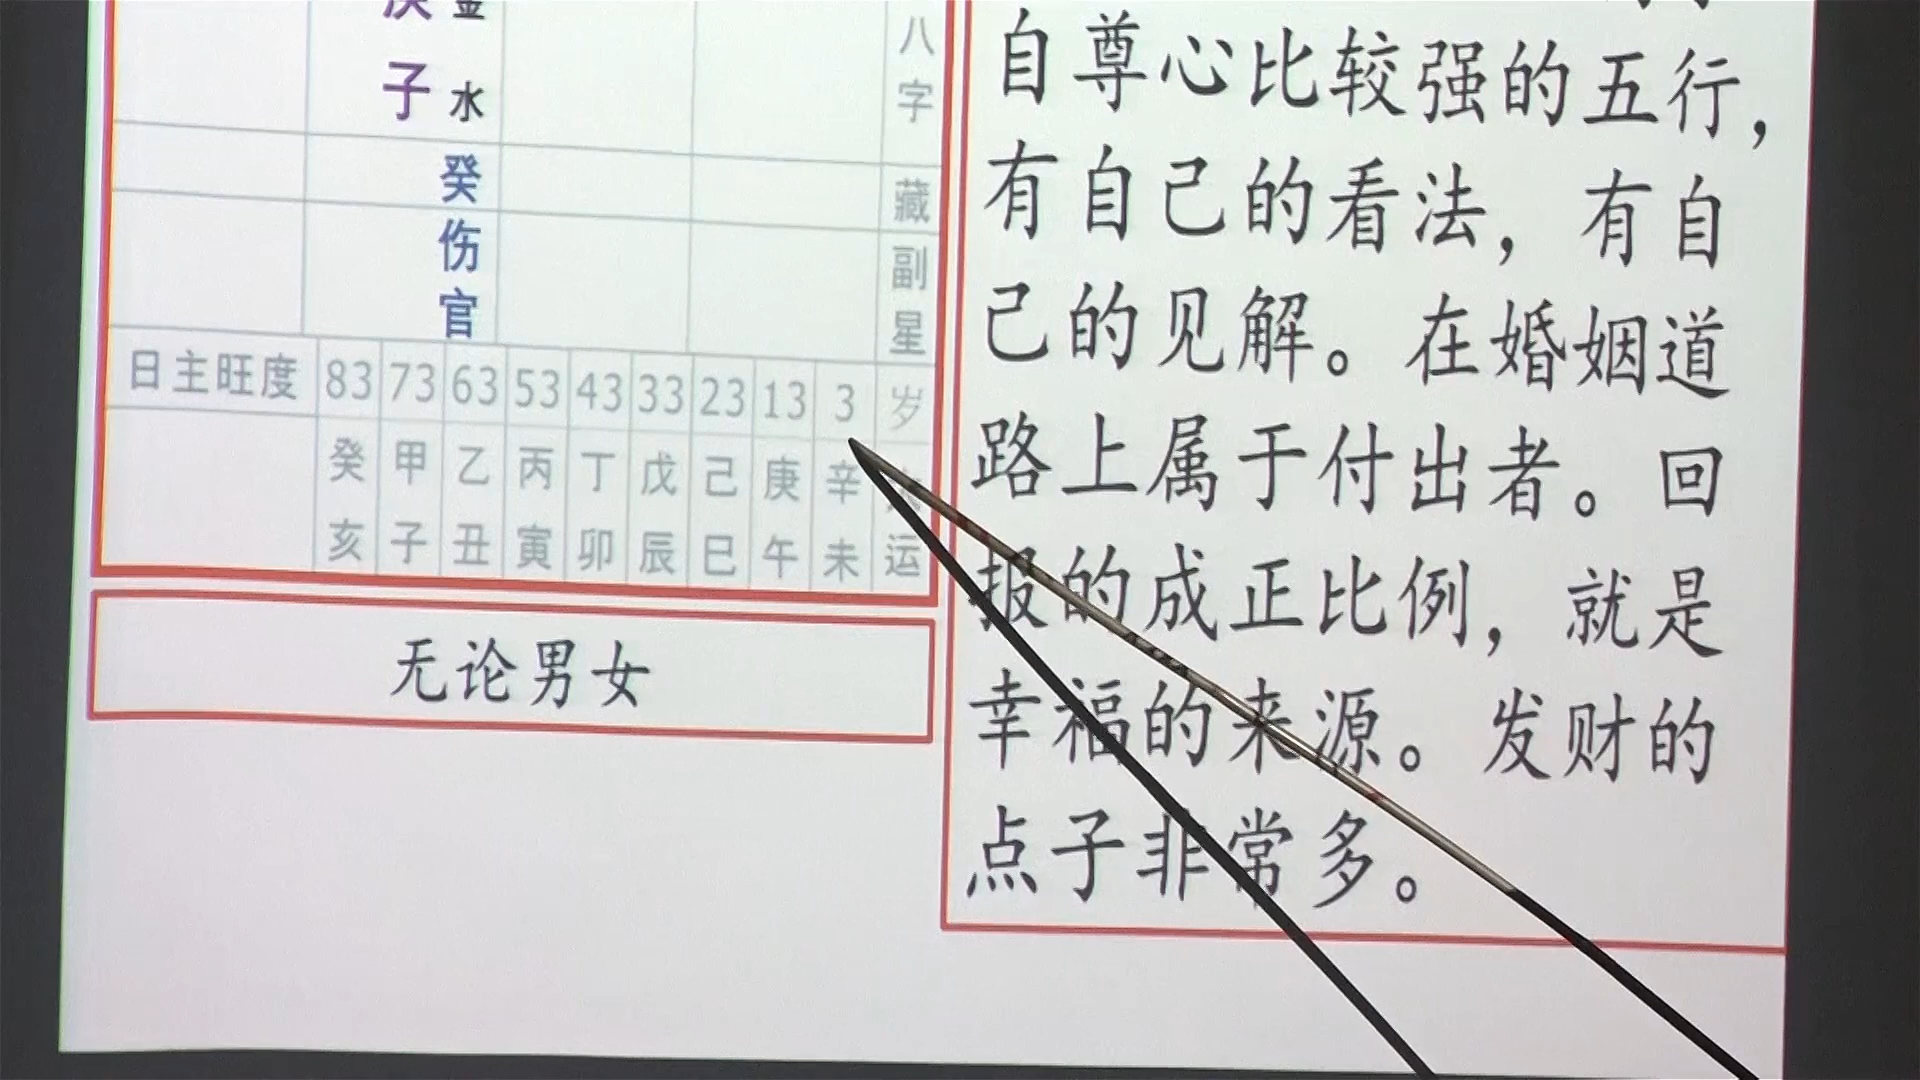 庚 金
子 水
癸
伤
官
八
字
藏
副
星
日主旺度 83 73 63 53 43 33 23 13 3 岁
癸 甲 乙 丙 丁 戊 己 庚 辛
亥 子 丑 寅 卯 辰 巳 午 未 运
无论男女
自尊心比较强的五行，
有自己的看法，有自
己的见解。在婚姻道
路上属于付出者。回
报的成正比例，就是
幸福的来源。发财的
点子非常多。